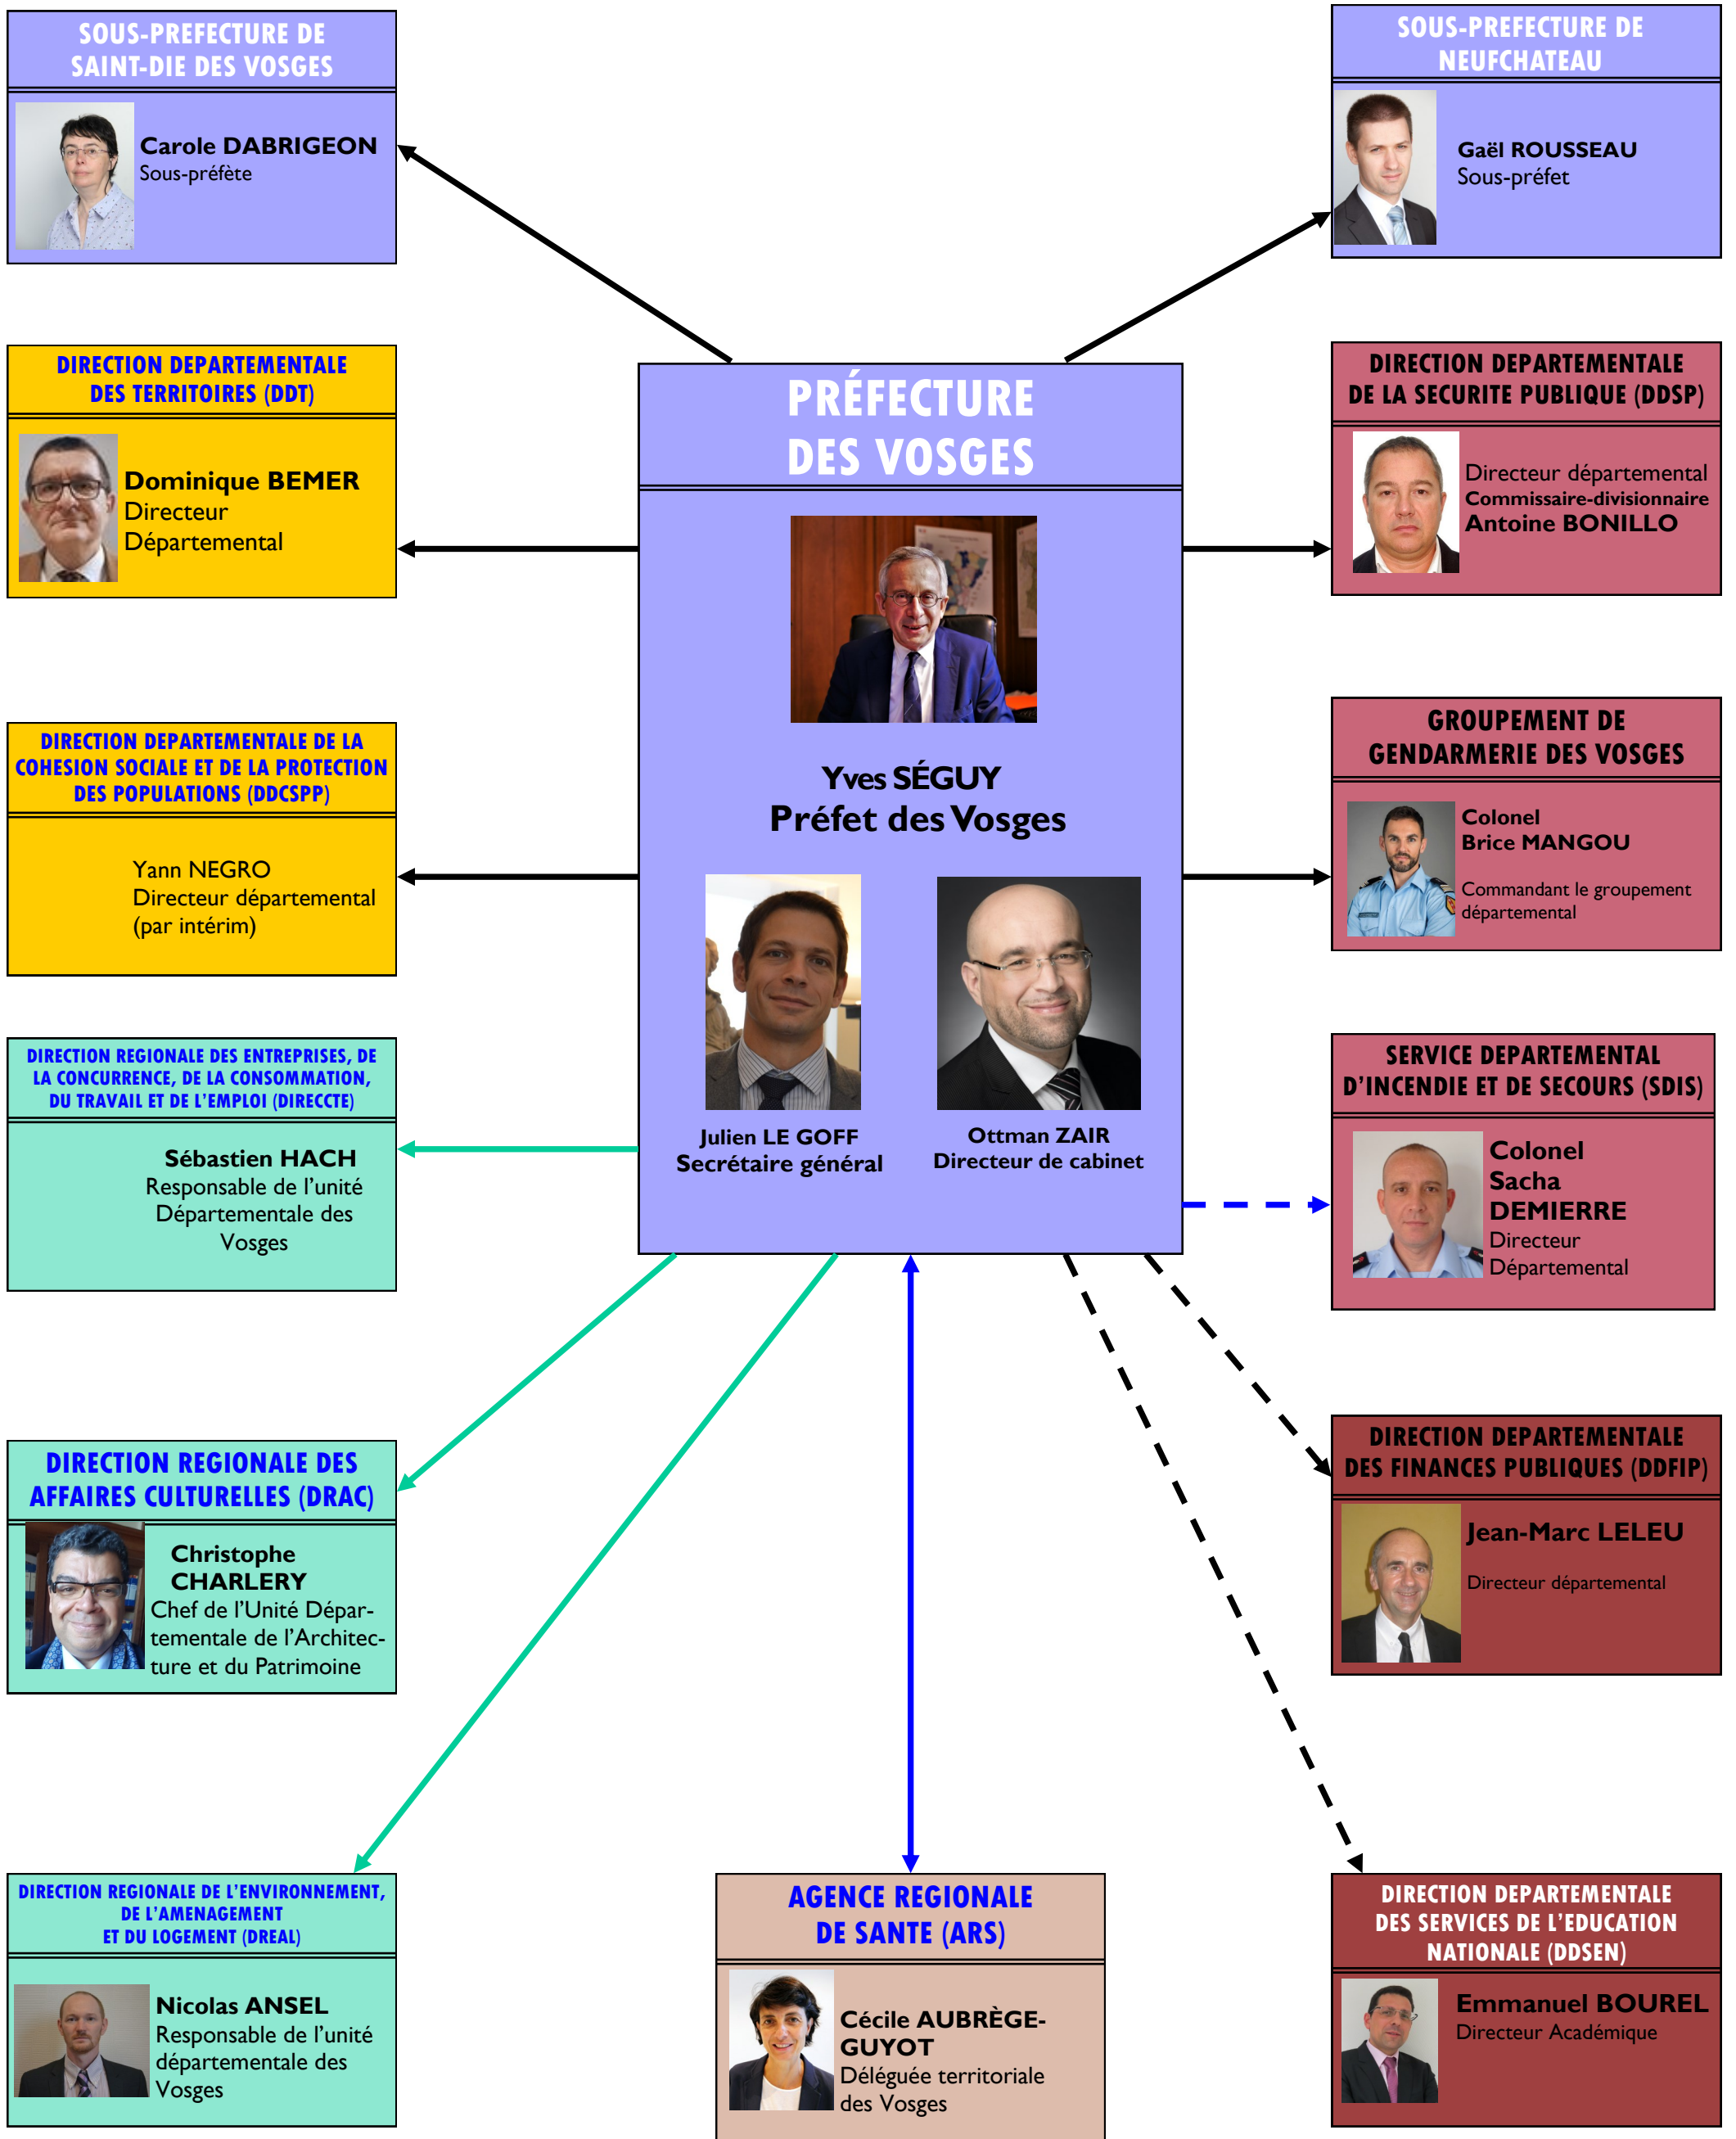 SOUS-PREFECTURE DE
SAINT-DIE DES VOSGES
Carole DABRIGEON
Sous-préfète
SOUS-PREFECTURE DE
NEUFCHATEAU
Gaël ROUSSEAU
Sous-préfet
DIRECTION DEPARTEMENTALE
DES TERRITOIRES (DDT)
Dominique BEMER
Directeur
Départemental
PRÉFECTURE
DES VOSGES
Yves SÉGUY
Préfet des Vosges
Julien LE GOFF
Secrétaire général
Ottman ZAIR
Directeur de cabinet
DIRECTION DEPARTEMENTALE
DE LA SECURITE PUBLIQUE (DDSP)
Directeur départemental
Commissaire-divisionnaire
Antoine BONILLO
DIRECTION DEPARTEMENTALE DE LA
COHESION SOCIALE ET DE LA PROTECTION
DES POPULATIONS (DDCSPP)
Yann NEGRO
Directeur départemental
(par intérim)
GROUPEMENT DE
GENDARMERIE DES VOSGES
Colonel
Brice MANGOU
Commandant le groupement
départemental
DIRECTION REGIONALE DES ENTREPRISES, DE
LA CONCURRENCE, DE LA CONSOMMATION,
DU TRAVAIL ET DE L'EMPLOI (DIRECCTE)
Sébastien HACH
Responsable de l'unité
Départementale des
Vosges
SERVICE DEPARTEMENTAL
D'INCENDIE ET DE SECOURS (SDIS)
Colonel
Sacha
DEMIERRE
Directeur
Départemental
DIRECTION REGIONALE DES
AFFAIRES CULTURELLES (DRAC)
Christophe
CHARLERY
Chef de l'Unité Dépar-
tementale de l'Architec-
ture et du Patrimoine
DIRECTION DEPARTEMENTALE
DES FINANCES PUBLIQUES (DDFIP)
Jean-Marc LELEU
Directeur départemental
DIRECTION REGIONALE DE L'ENVIRONNEMENT,
DE L'AMENAGEMENT
ET DU LOGEMENT (DREAL)
Nicolas ANSEL
Responsable de l'unité
départementale des
Vosges
AGENCE REGIONALE
DE SANTE (ARS)
Cécile AUBRÈGE-
GUYOT
Déléguée territoriale
des Vosges
DIRECTION DEPARTEMENTALE
DES SERVICES DE L'EDUCATION
NATIONALE (DDSEN)
Emmanuel BOUREL
Directeur Académique